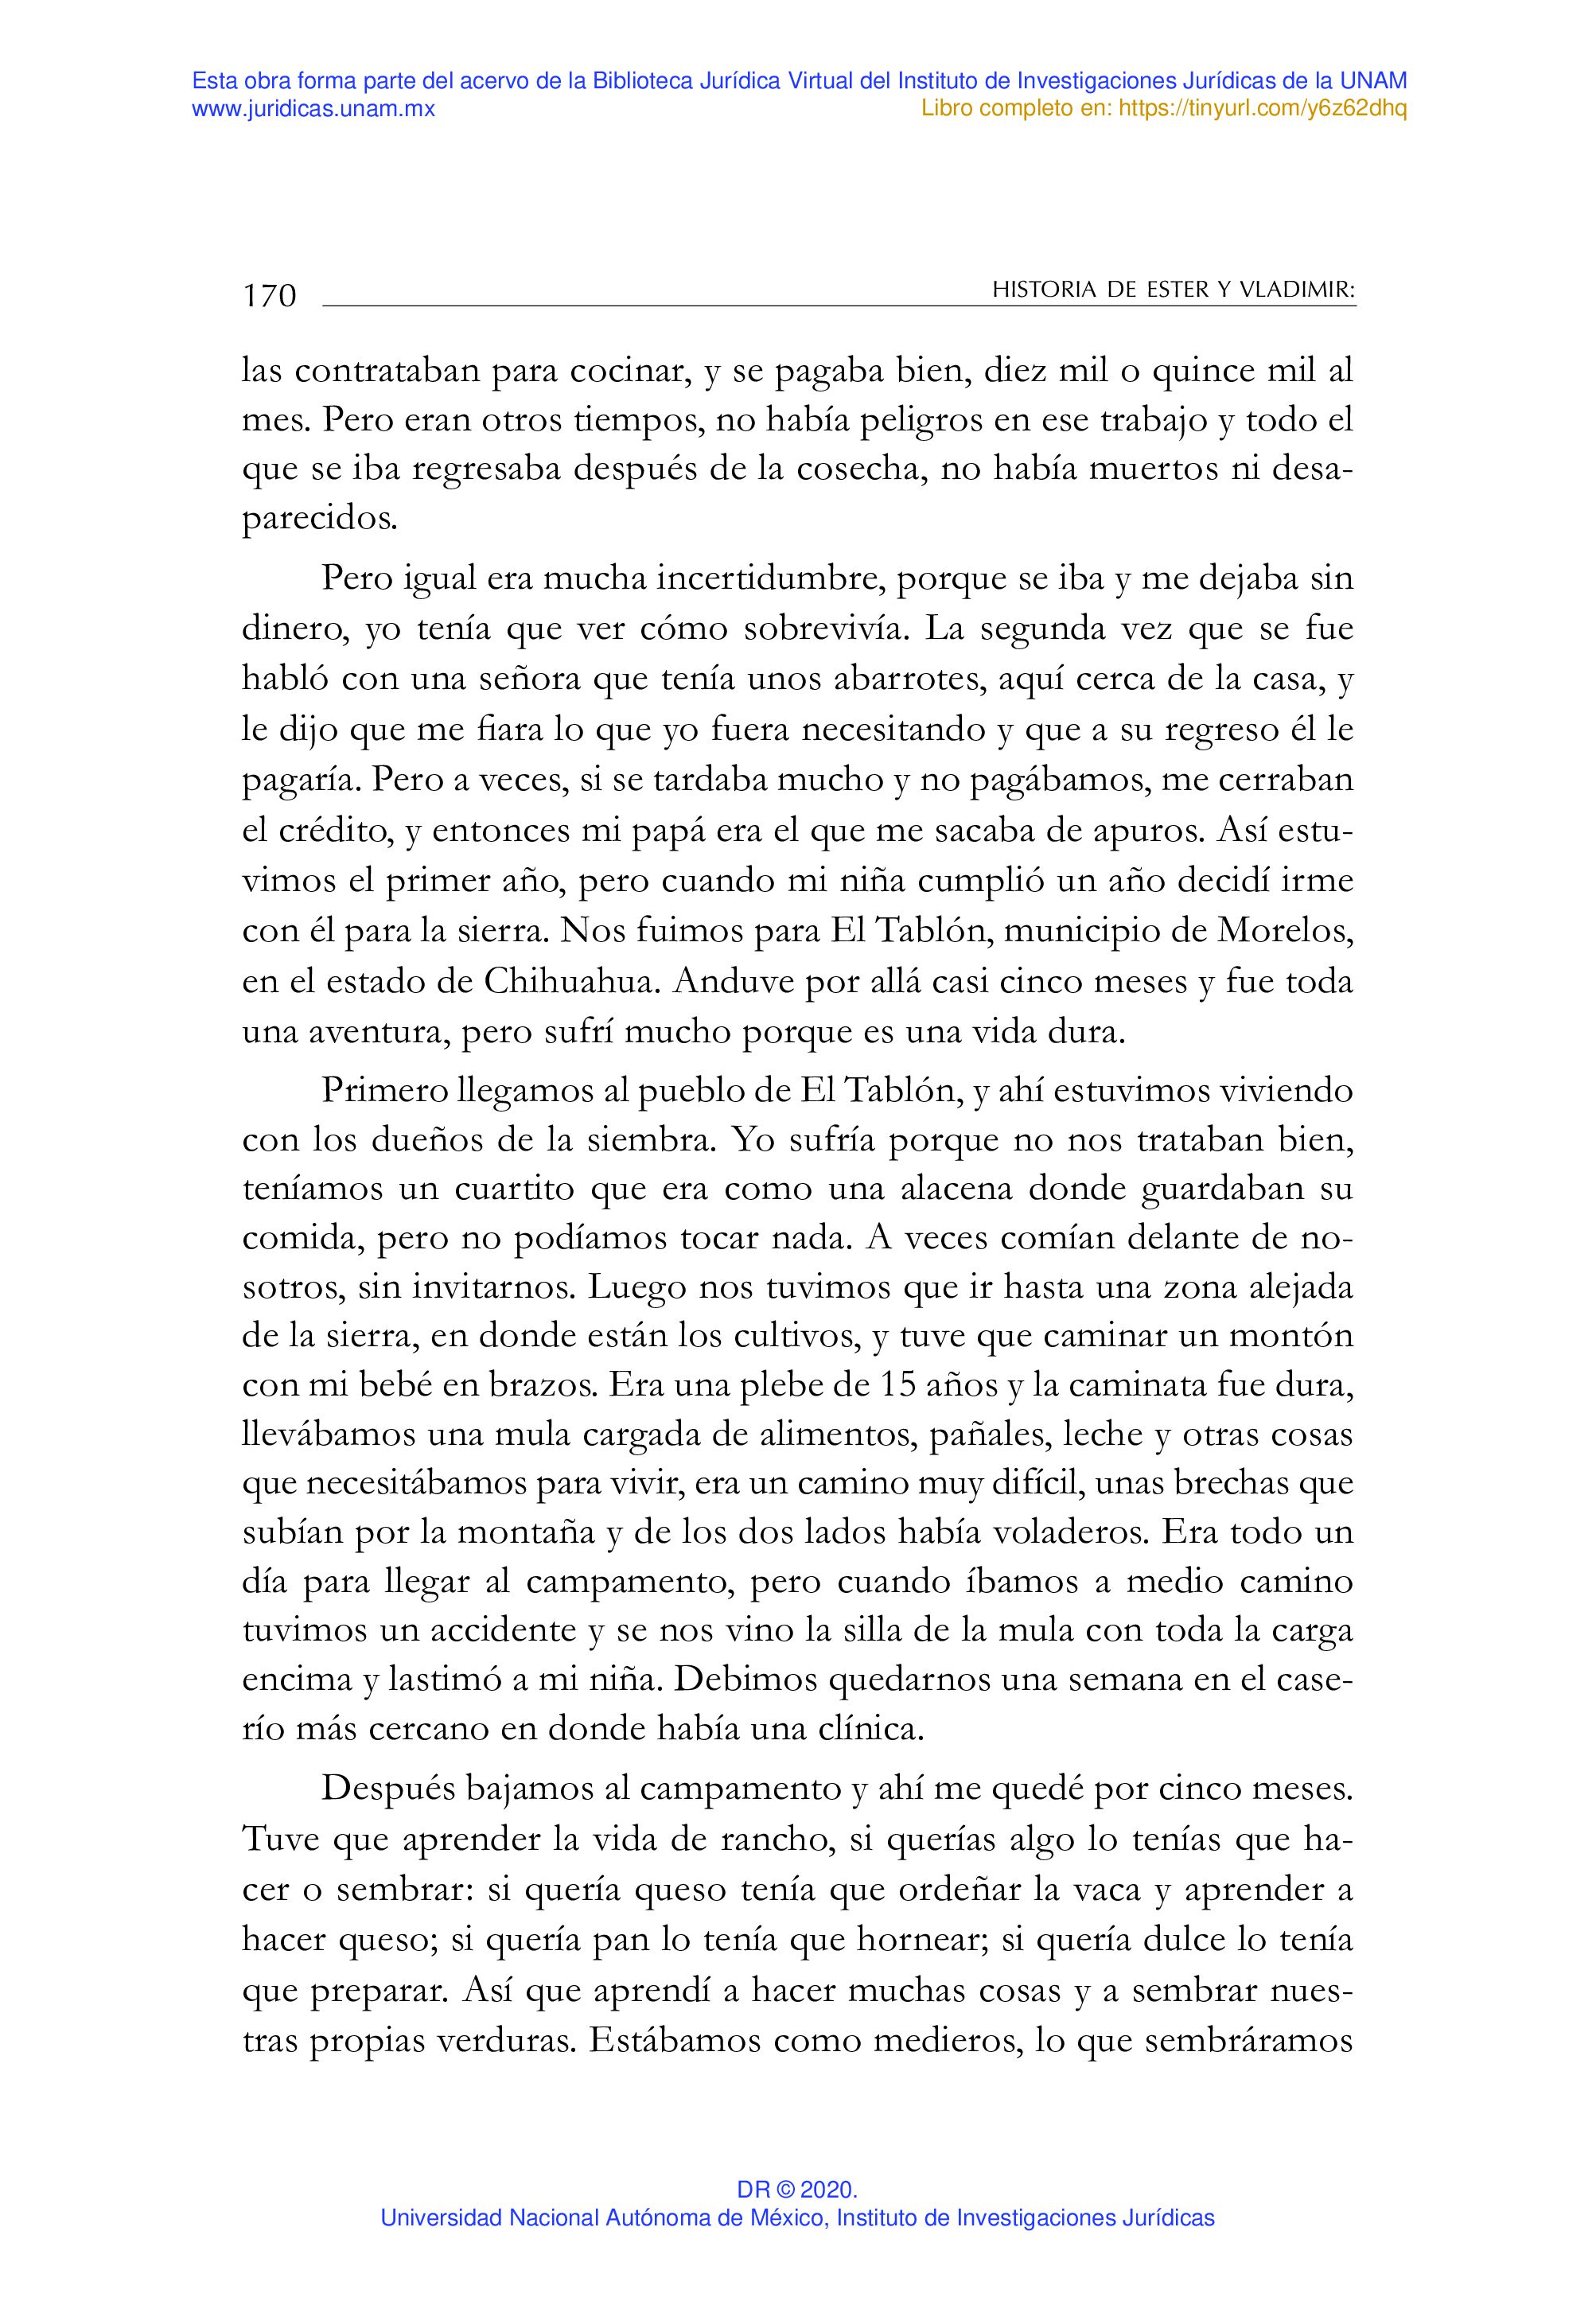 Esta obra forma parte del acervo de la Biblioteca Jurídica Virtual del Instituto de Investigaciones Jurídicas de la UNAM
www.juridicas.unam.mx
Libro completo en: https://tinyurl.com/y6z62dhq
170
HISTORIA DE ESTER Y VLADIMIR:
las contrataban para cocinar, y se pagaba bien, diez mil o quince mil al
mes. Pero eran otros tiempos, no había peligros en ese trabajo y todo el
que se iba regresaba después de la cosecha, no había muertos ni desa-
parecidos.
Pero igual era mucha incertidumbre, porque se iba y me dejaba sin
dinero, yo tenía que ver cómo sobrevivía. La segunda vez que se fue
habló con una señora que tenía unos abarrotes, aquí cerca de la casa, y
le dijo que me fiara lo que yo fuera necesitando y que a su regreso él le
pagaría. Pero a veces, si se tardaba mucho y no pagábamos, me cerraban
el crédito, y entonces mi papá era el que me sacaba de apuros. Así estu-
vimos el primer año, pero cuando mi niña cumplió un año decidí irme
con él para la sierra. Nos fuimos para El Tablón, municipio de Morelos,
en el estado de Chihuahua. Anduve por allá casi cinco meses y fue toda
una aventura, pero sufrí mucho porque es una vida dura.
Primero llegamos al pueblo de El Tablón, y ahí estuvimos viviendo
con los dueños de la siembra. Yo sufría porque no nos trataban bien,
teníamos un cuartito que era como una alacena donde guardaban su
comida, pero no podíamos tocar nada. A veces comían delante de no-
sotros, sin invitarnos. Luego nos tuvimos que ir hasta una zona alejada
de la sierra, en donde están los cultivos, y tuve que caminar un montón
con mi bebé en brazos. Era una plebe de 15 años y la caminata fue dura,
llevábamos una mula cargada de alimentos, pañales, leche y otras cosas
que necesitábamos para vivir, era un camino muy difícil, unas brechas que
subían por la montaña y de los dos lados había voladeros. Era todo un
día para llegar al campamento, pero cuando íbamos a medio camino
tuvimos un accidente y se nos vino la silla de la mula con toda la carga
encima y lastimó a mi niña. Debimos quedarnos una semana en el case-
río más cercano en donde había una clínica.
Después bajamos al campamento y ahí me quedé por cinco meses.
Tuve que aprender la vida de rancho, si querías algo lo tenías que ha-
cer o sembrar: si quería queso tenía que ordeñar la vaca y aprender a
hacer queso; si quería pan lo tenía que hornear; si quería dulce lo tenía
que preparar. Así que aprendí a hacer muchas cosas y a sembrar nues-
tras propias verduras. Estábamos como medieros, lo que sembráramos
DR © 2020.
Universidad Nacional Autónoma de México, Instituto de Investigaciones Jurídicas